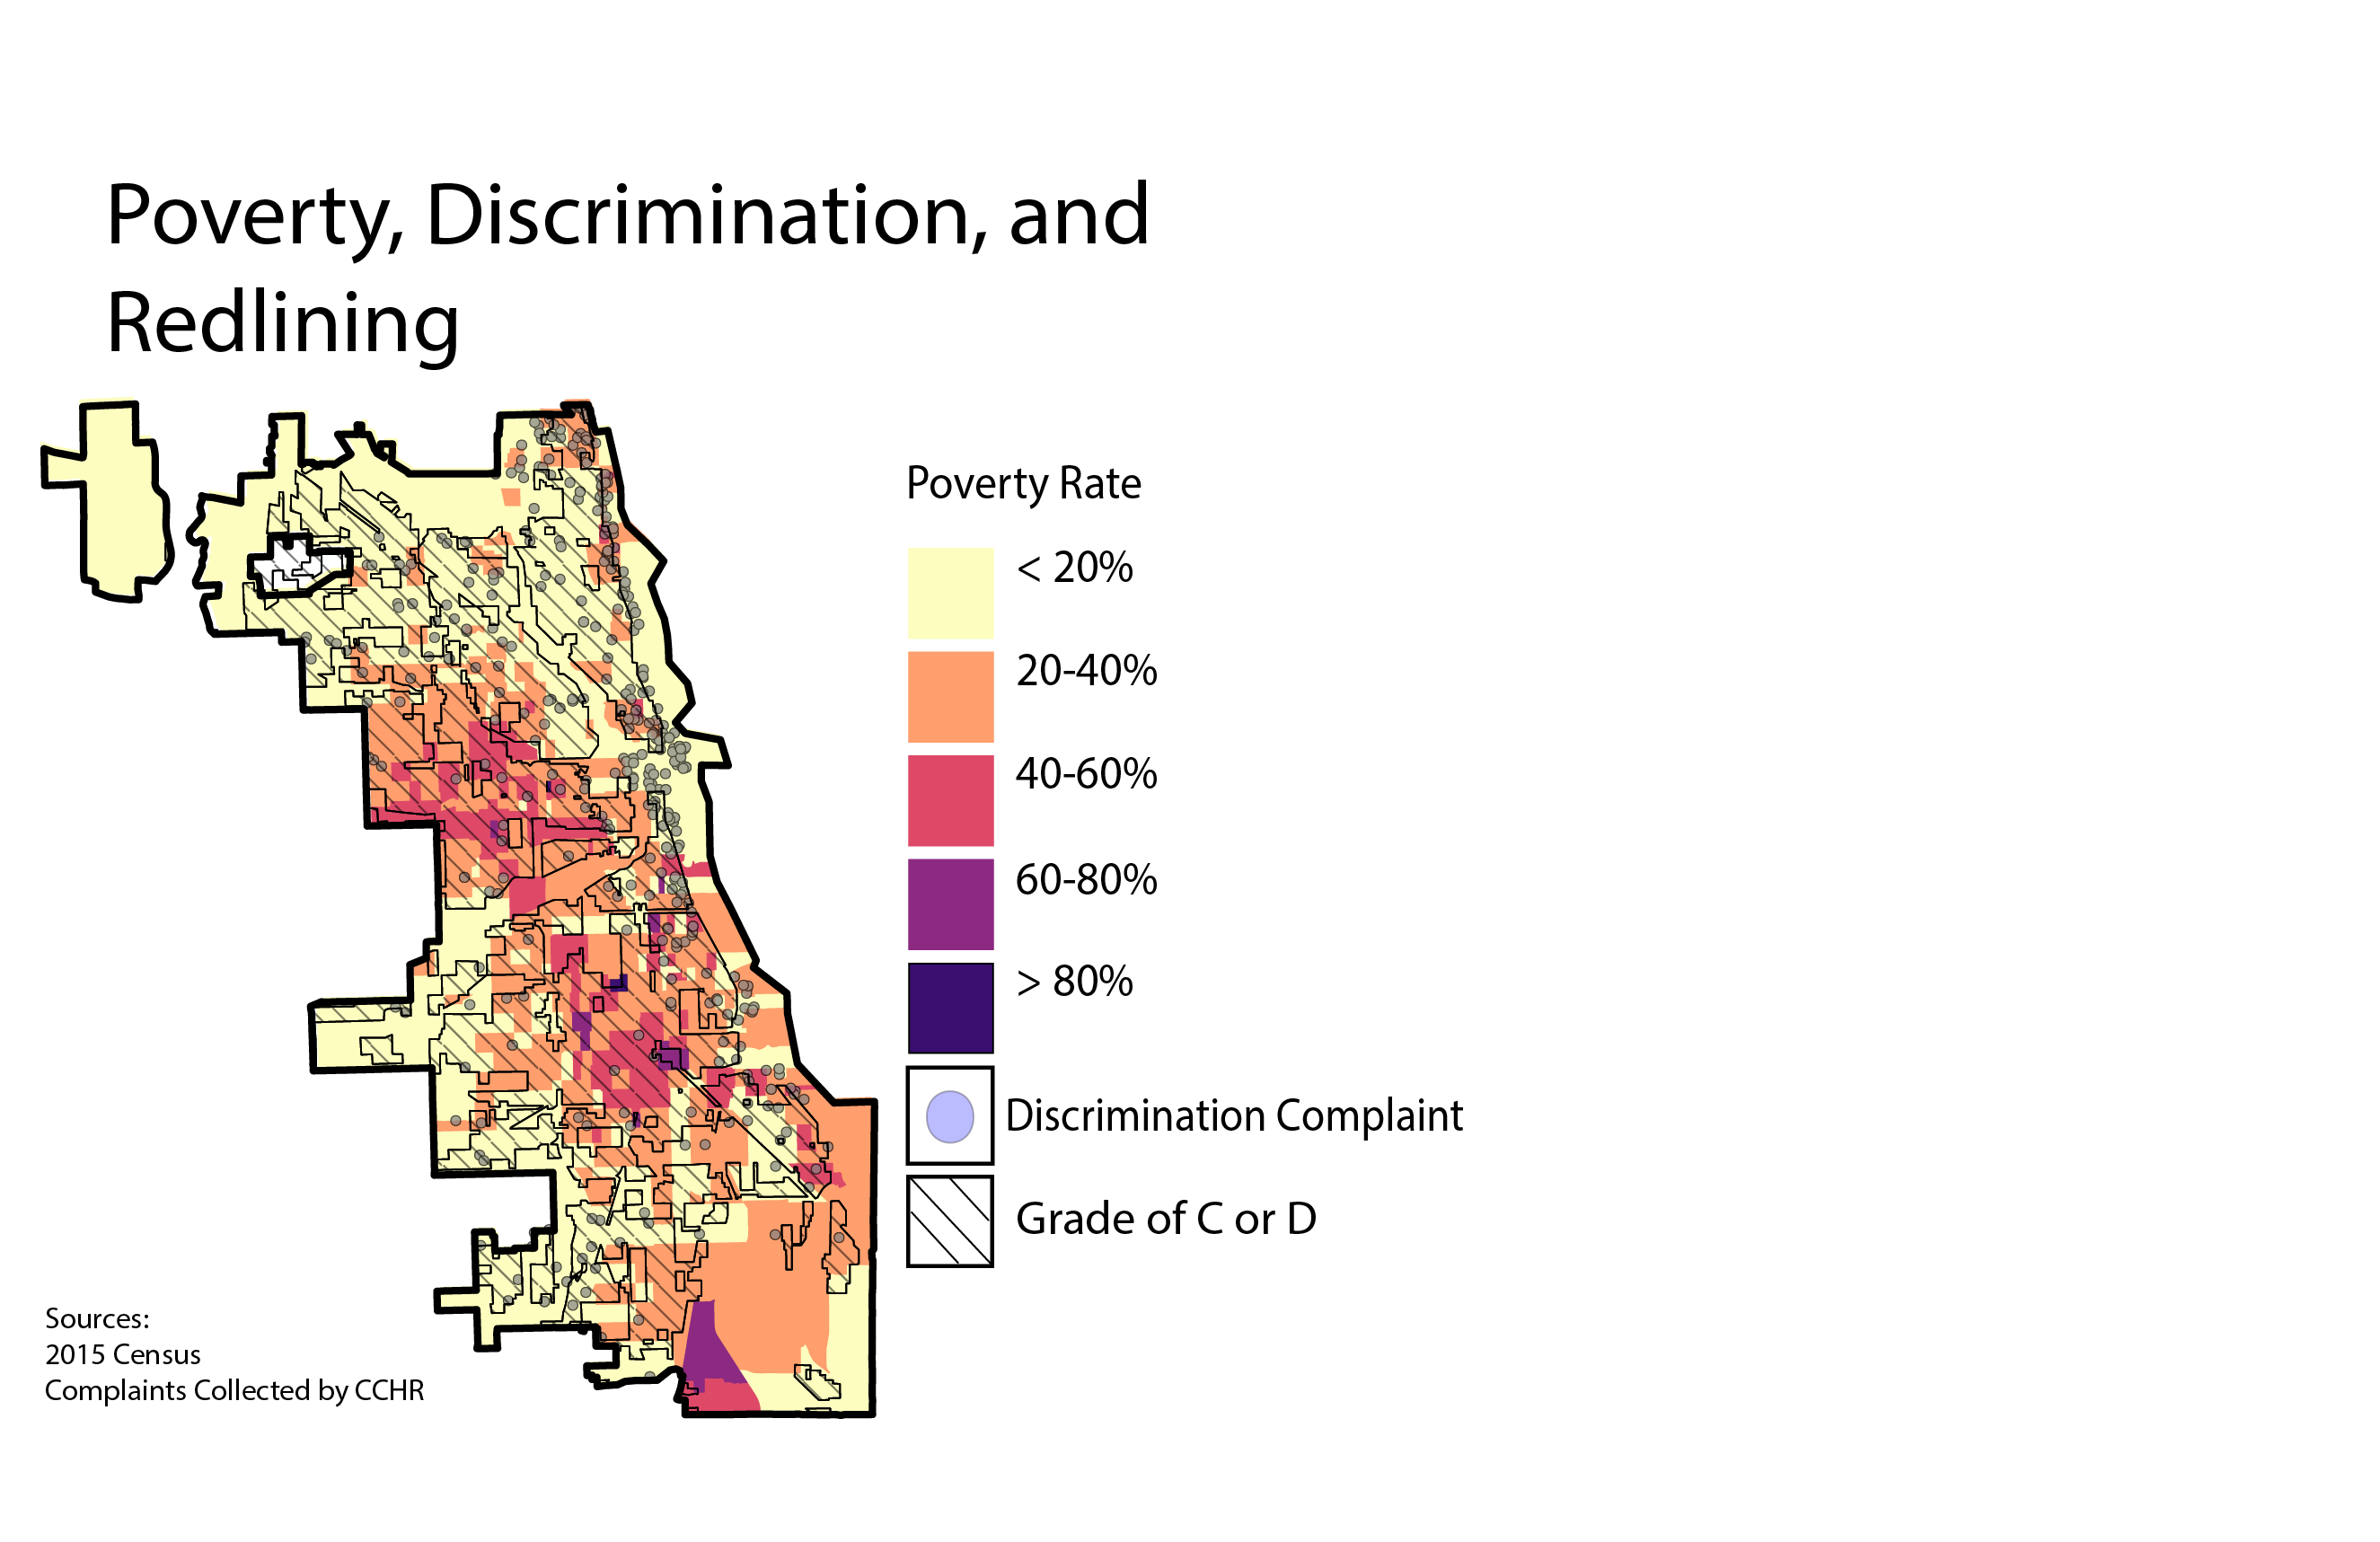 Poverty, Discrimination, and
Redlining
Poverty Rate
< 20%
20-40%
40-60%
60-80%
> 80%
Discrimination Complaint
Grade of C or D
Sources:
2015 Census
Complaints Collected by CCHR